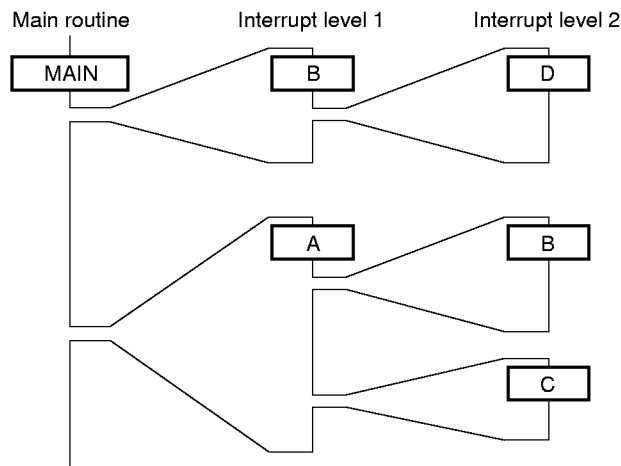 Main routine Interrupt level 1 Interrupt level 2
MAIN B D
A B
C